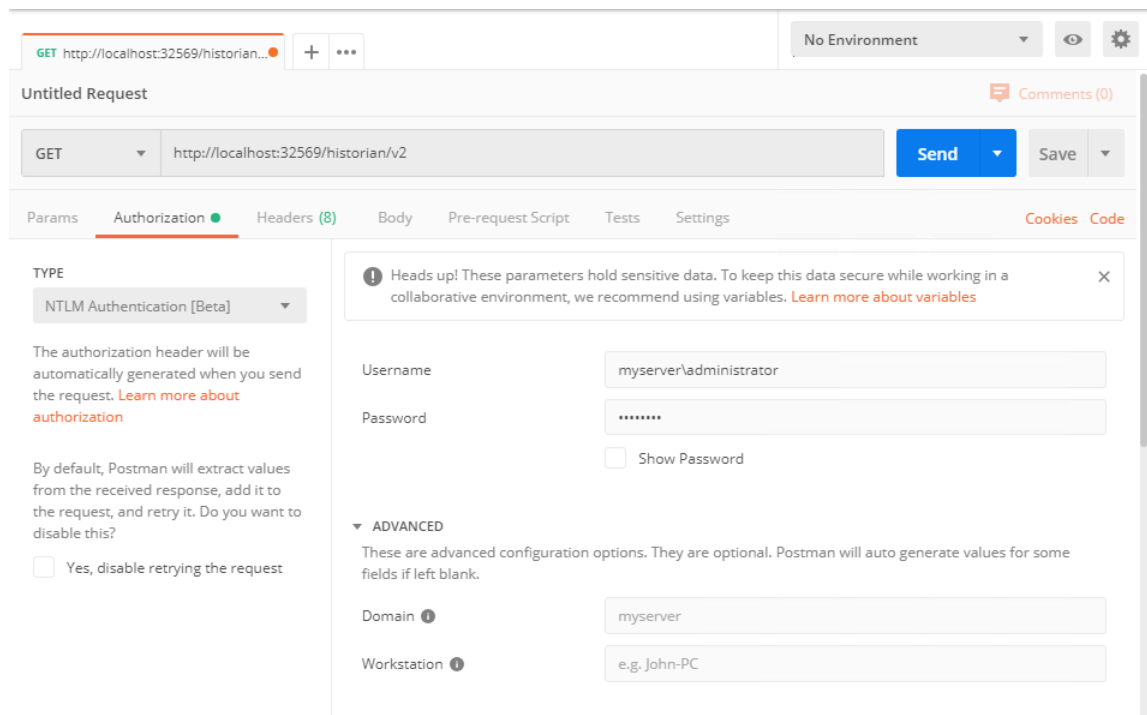 GET http://localhost:32569/historian...
No Environment
Untitled Request
Comments (0)
GET
http://localhost:32569/historian/v2
Send
Save
Params
Authorization
Headers (8)
Body
Pre-request Script
Tests
Settings
Cookies
Code
TYPE
NTLM Authentication [Beta]
The authorization header will be
automatically generated when you send
the request. Learn more about
authorization
By default, Postman will extract values
from the received response, add it to
the request, and retry it. Do you want to
disable this?
Yes, disable retrying the request
Heads up! These parameters hold sensitive data. To keep this data secure while working in a
collaborative environment, we recommend using variables. Learn more about variables
Username
myserver\administrator
Password
••••••••
Show Password
ADVANCED
These are advanced configuration options. They are optional. Postman will auto generate values for some
fields if left blank.
Domain
myserver
Workstation
e.g. John-PC